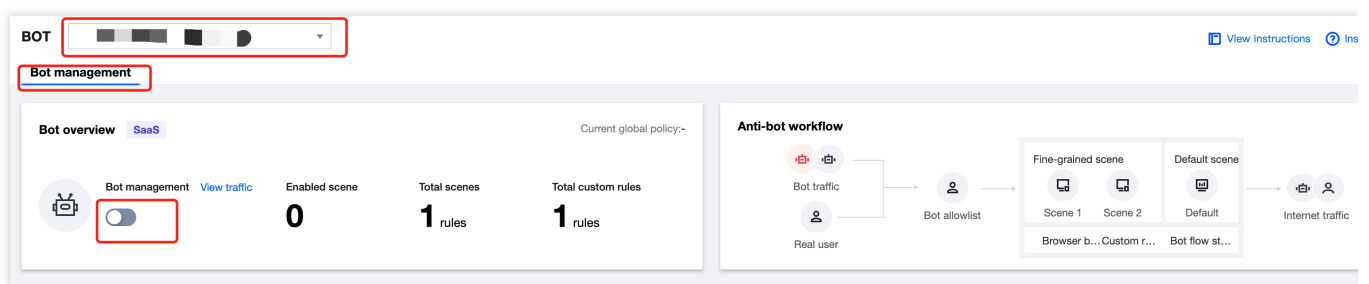 BOT
View instructions
Ins
Bot management
Bot overview SaaS
Current global policy:-
Bot management View traffic
Enabled scene
0
Total scenes
1 rules
Total custom rules
1 rules
Anti-bot workflow
Bot traffic
Real user
Bot allowlist
Fine-grained scene
Default scene
Scene 1
Scene 2
Default
Browser b...
Custom r...
Bot flow st...
Internet traffic